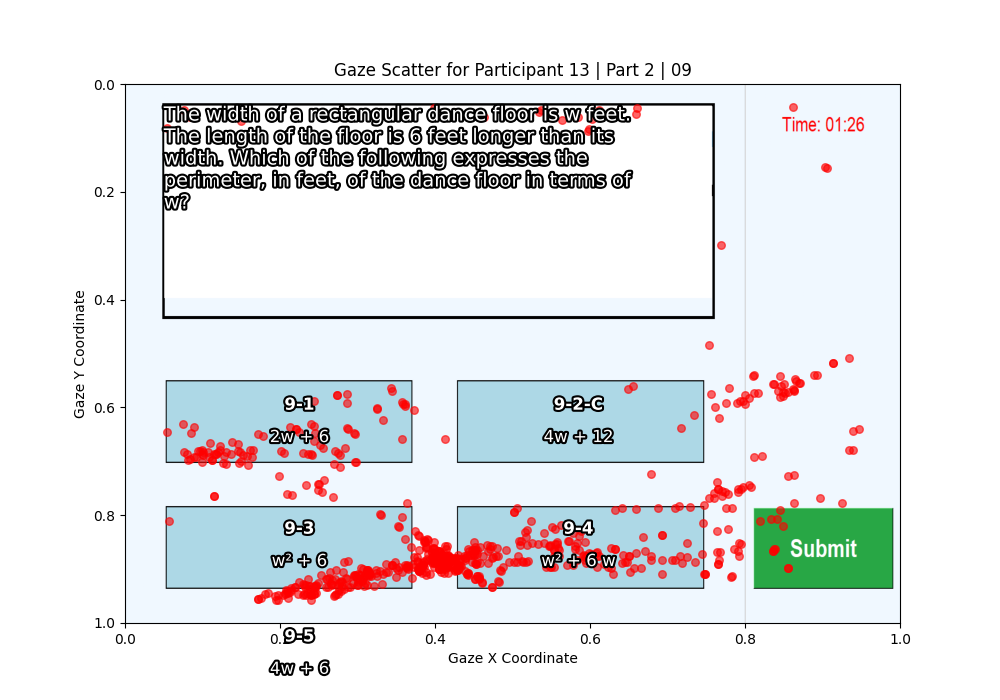 Gaze Scatter for Participant 13 | Part 2 | 09
The width of a rectangular dance floor is w feet.
The length of the floor is 6 feet longer than its
width. Which of the following expresses the
perimeter, in feet, of the dance floor in terms of
w?
Time: 01:26
9-1
2w + 6
9-2-C
4w + 12
9-3
w² + 6
9-4
w² + 6 w
Submit
9-5
4w + 6
Gaze Y Coordinate
0.0
0.2
0.4
0.6
0.8
1.0
0.0 0.2 0.4 0.6 0.8 1.0
Gaze X Coordinate